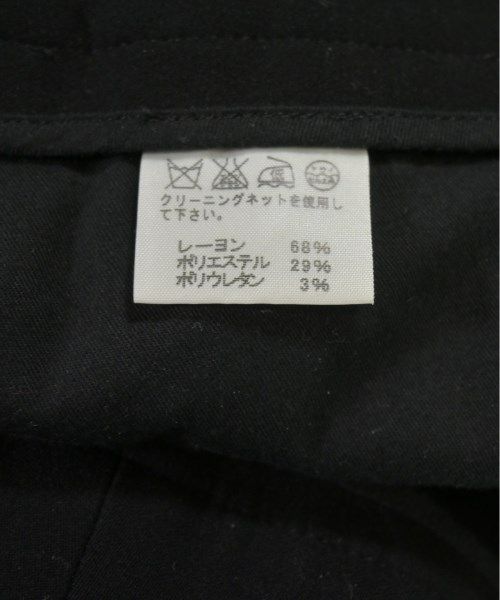 低
クリーニングネットを使用し
て下さい。
レーヨン 68%
ポリエステル 29%
ポリウレタン 3%